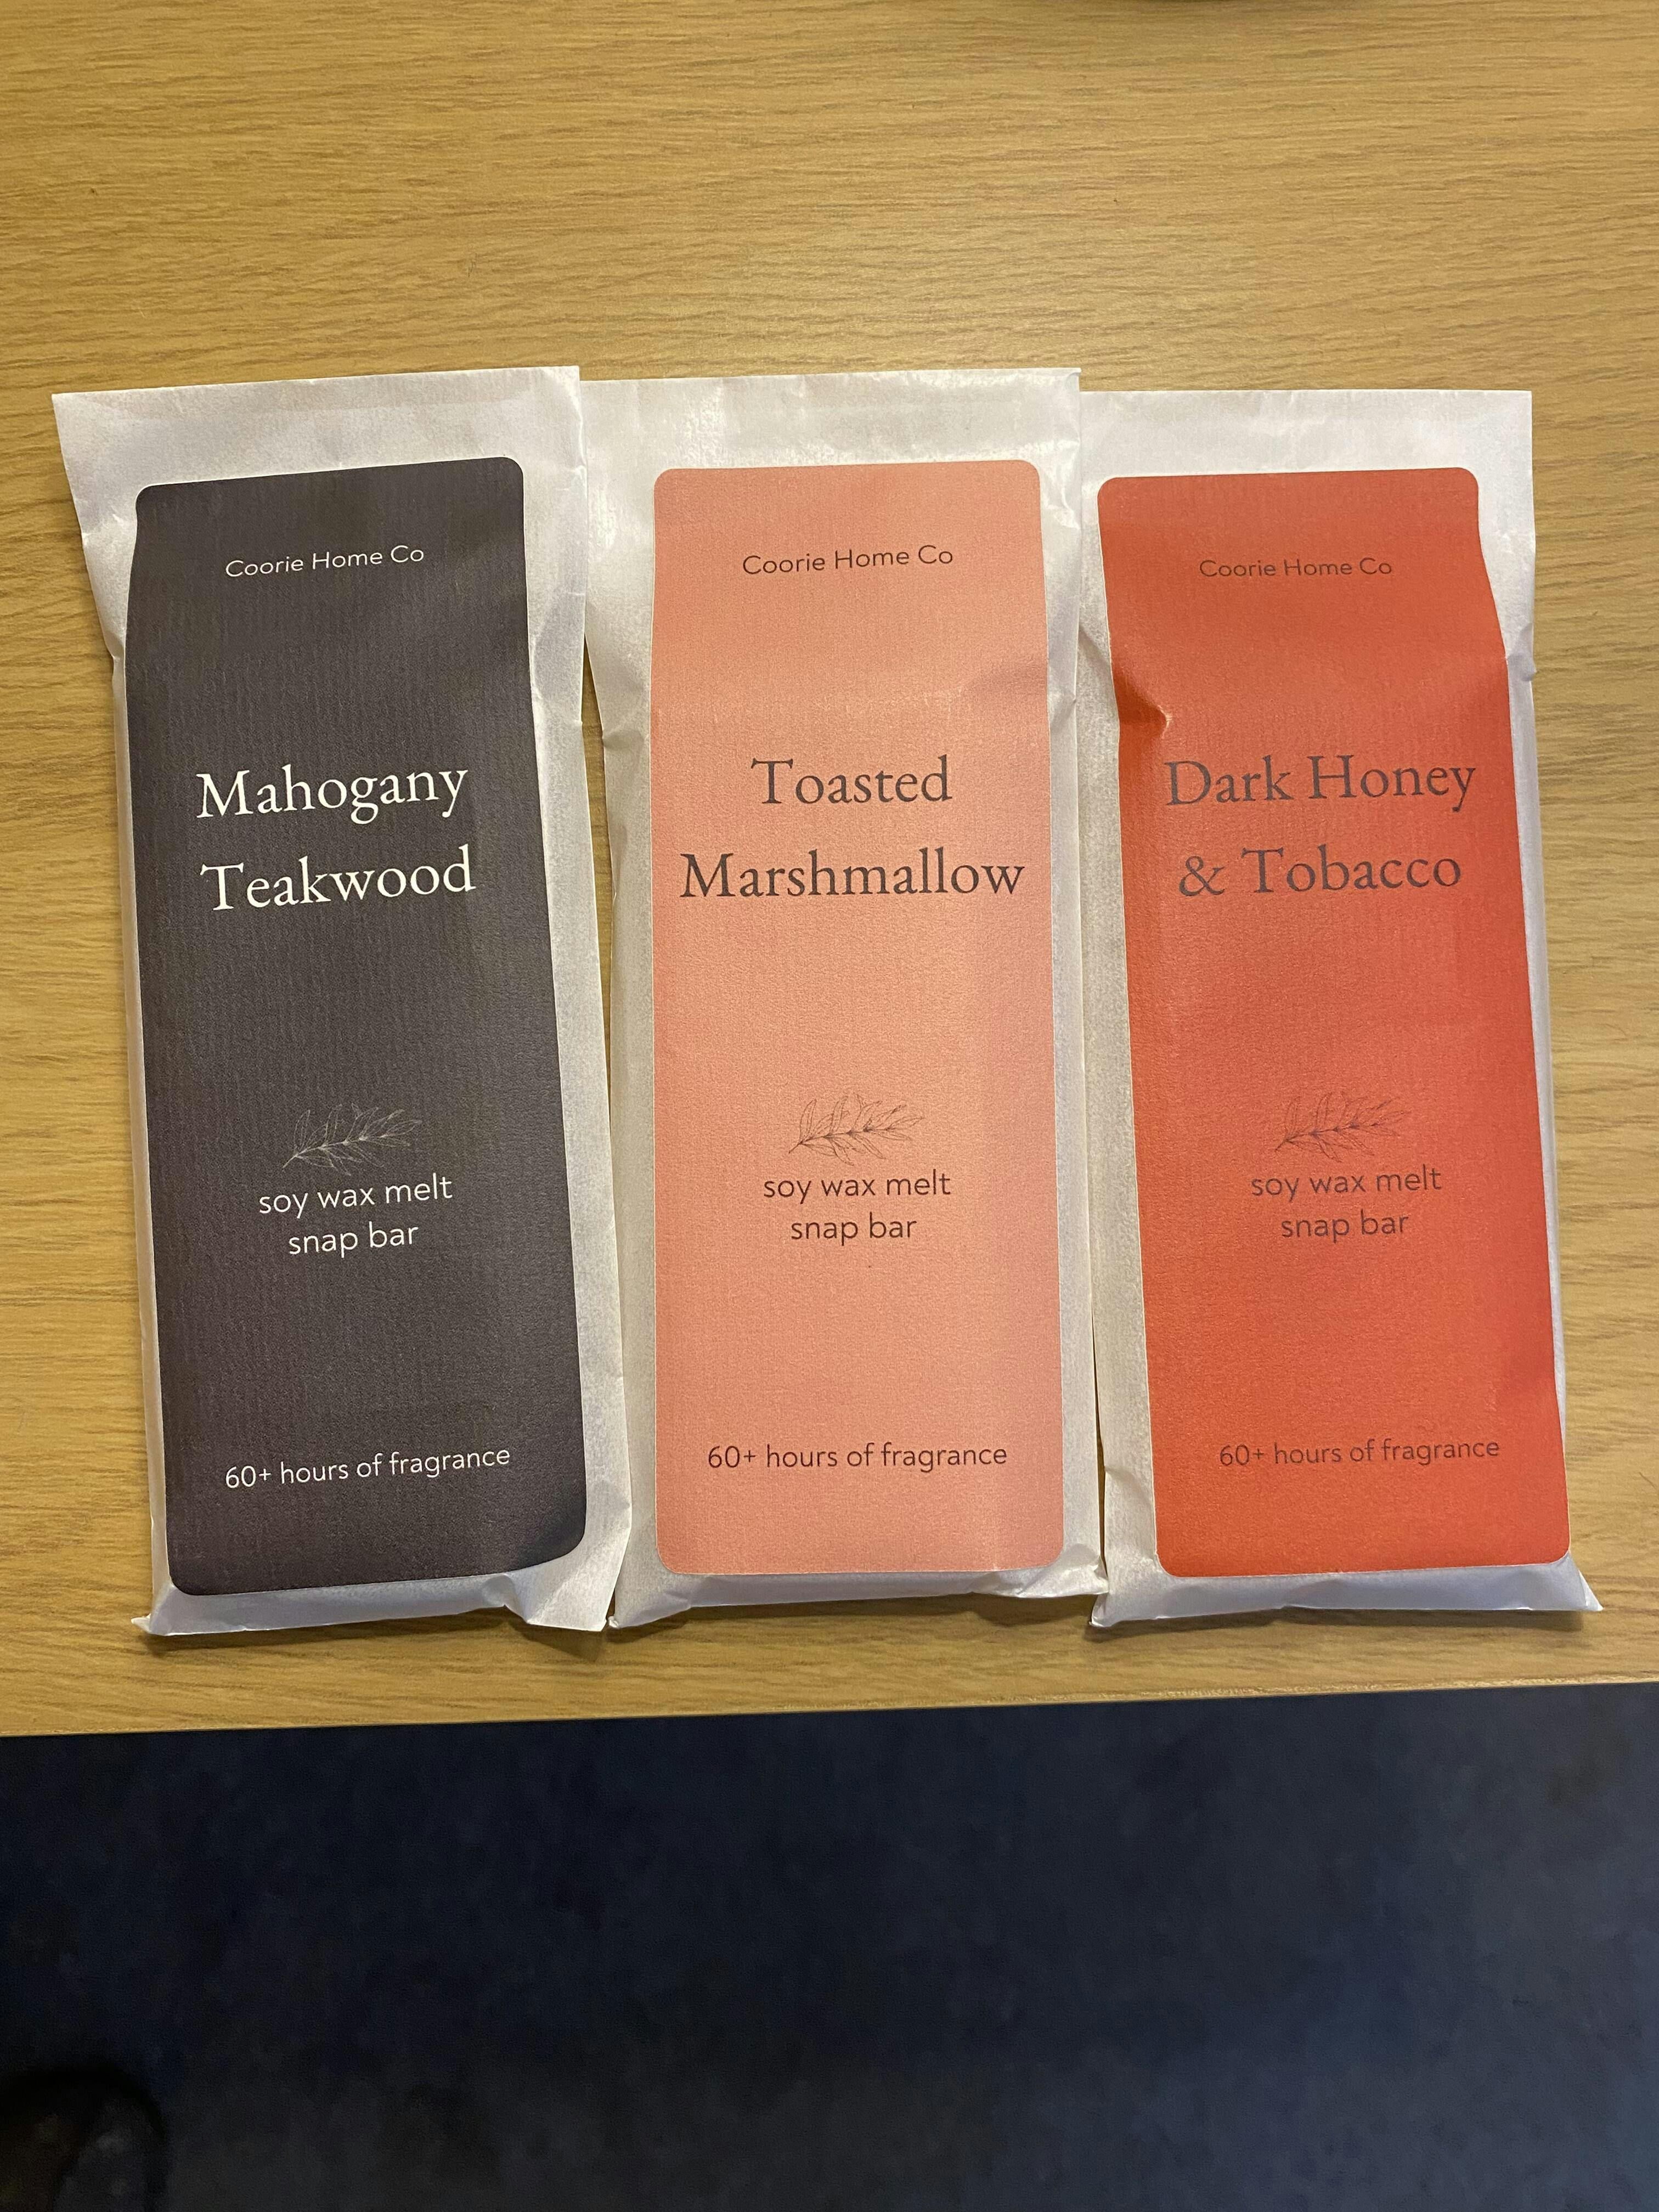 Coorie Home Co
Mahogany
Teakwood
soy wax melt
snap bar
60+ hours of fragrance
Coorie Home Co
Toasted
Marshmallow
soy wax melt
snap bar
60+ hours of fragrance
Coorie Home Co
Dark Honey
& Tobacco
soy wax melt
snap bar
60+ hours of fragrance